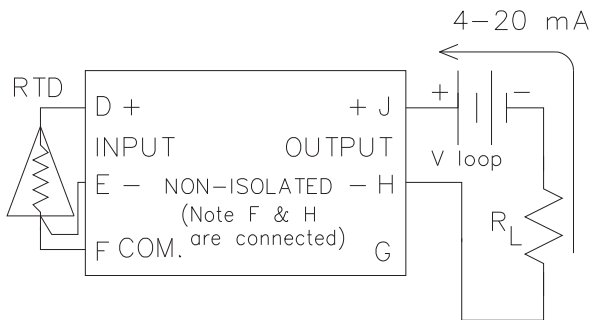 4-20 mA
RTD
D +
+ J
+
-
INPUT
OUTPUT
V loop
E -
NON-ISOLATED
- H
(Note F & H
are connected)
R L
F COM.
G